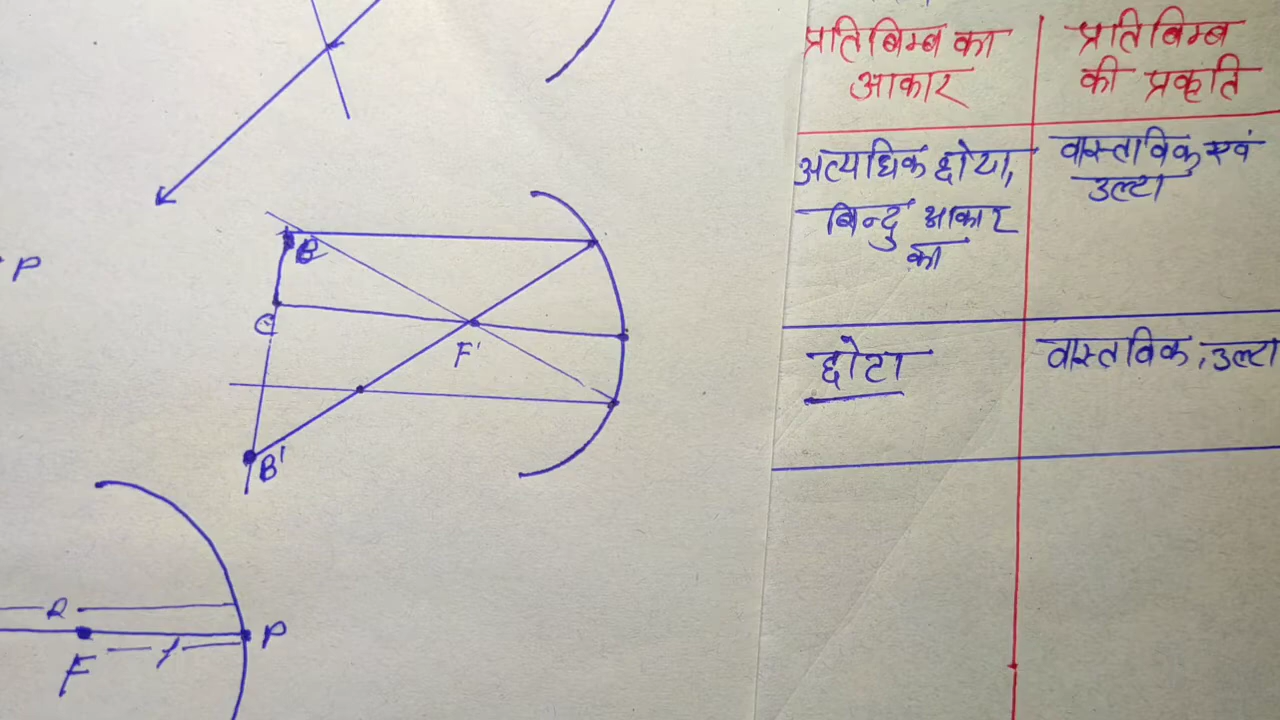 प्रतिबिम्ब का
आकार
प्रतिबिम्ब
की प्रकृति
अत्यधिक छोटा,
बिन्दु आकार
का
वास्तविक एवं
उल्टा
छोटा
वास्तविक, उल्टा
P
B
C
F'
B'
R
P
F
f